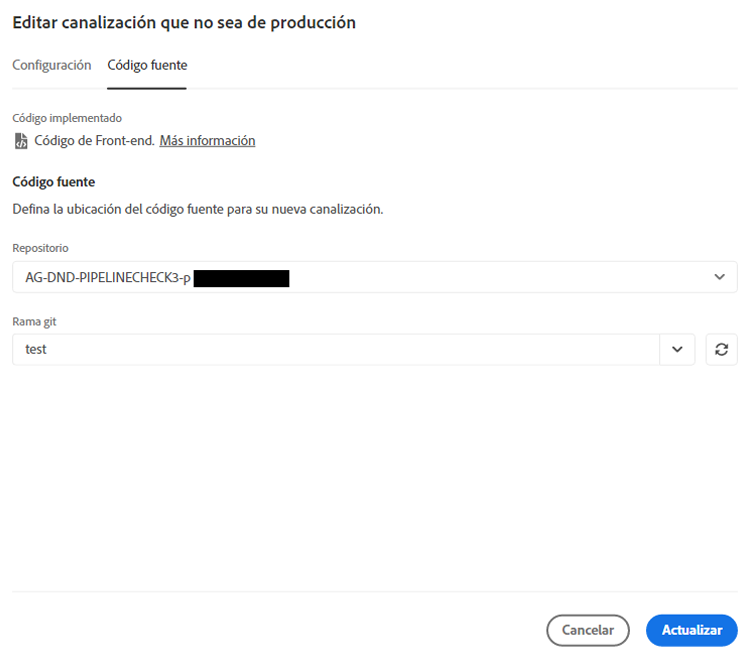 Editar canalización que no sea de producción
Configuración Código fuente
Código implementado
Código de Front-end. Más información
Código fuente
Defina la ubicación del código fuente para su nueva canalización.
Repositorio
AG-DND-PIPELINECHECK3-p
Rama git
test
Cancelar Actualizar